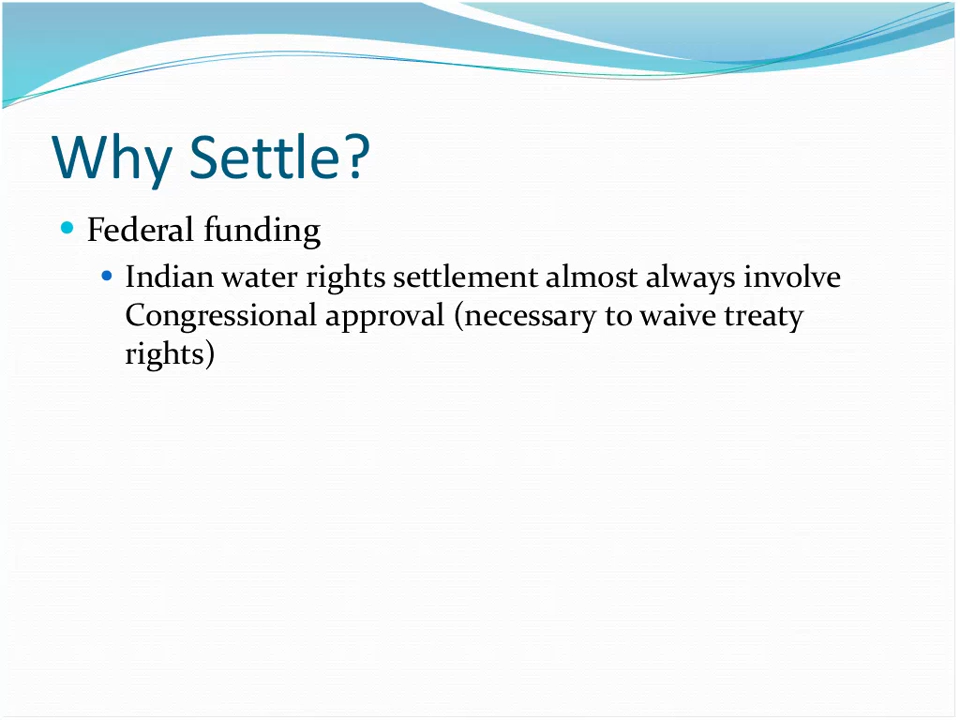 Why Settle?
Federal funding
Indian water rights settlement almost always involve
Congressional approval (necessary to waive treaty
rights)